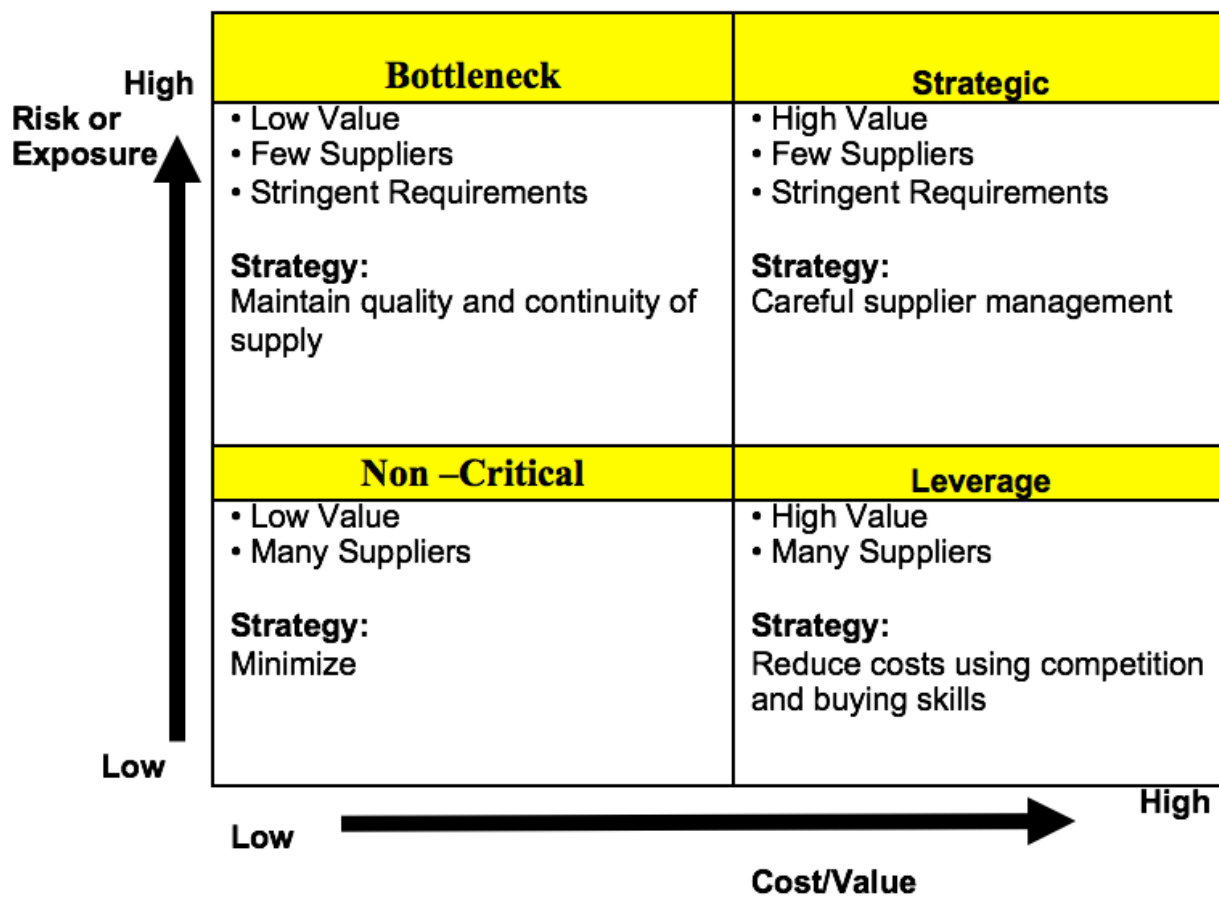 High
Risk or
Exposure
Bottleneck
• Low Value
• Few Suppliers
• Stringent Requirements
Strategy:
Maintain quality and continuity of
supply
Strategic
• High Value
• Few Suppliers
• Stringent Requirements
Strategy:
Careful supplier management
Non –Critical
• Low Value
• Many Suppliers
Strategy:
Minimize
Leverage
• High Value
• Many Suppliers
Strategy:
Reduce costs using competition
and buying skills
Low
Low
High
Cost/Value